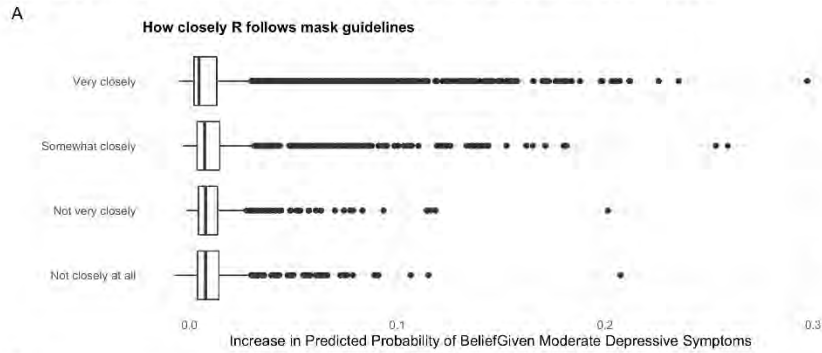 A
How closely R follows mask guidelines
Very closely
Somewhat closely
Not very closely
Not closely at all
0.0 0.1 0.2 0.3
Increase in Predicted Probability of BeliefGiven Moderate Depressive Symptoms